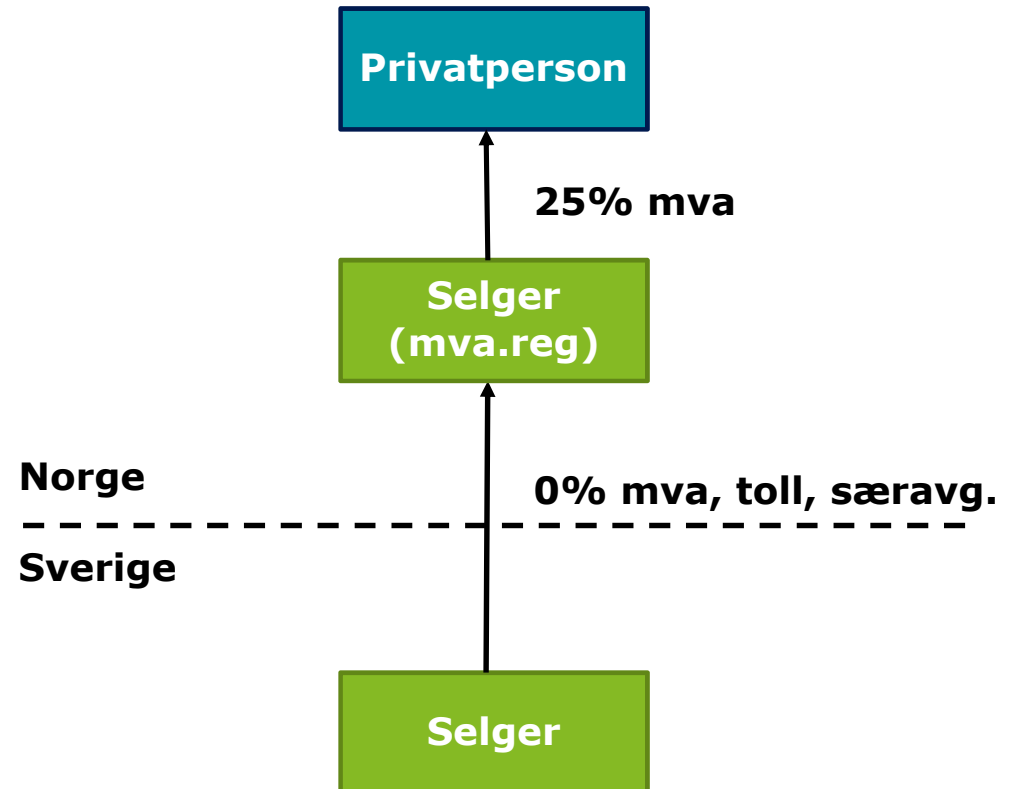 Privatperson
25% mva
Selger
(mva.reg)
Norge
0% mva, toll, særavg.
Sverige
Selger